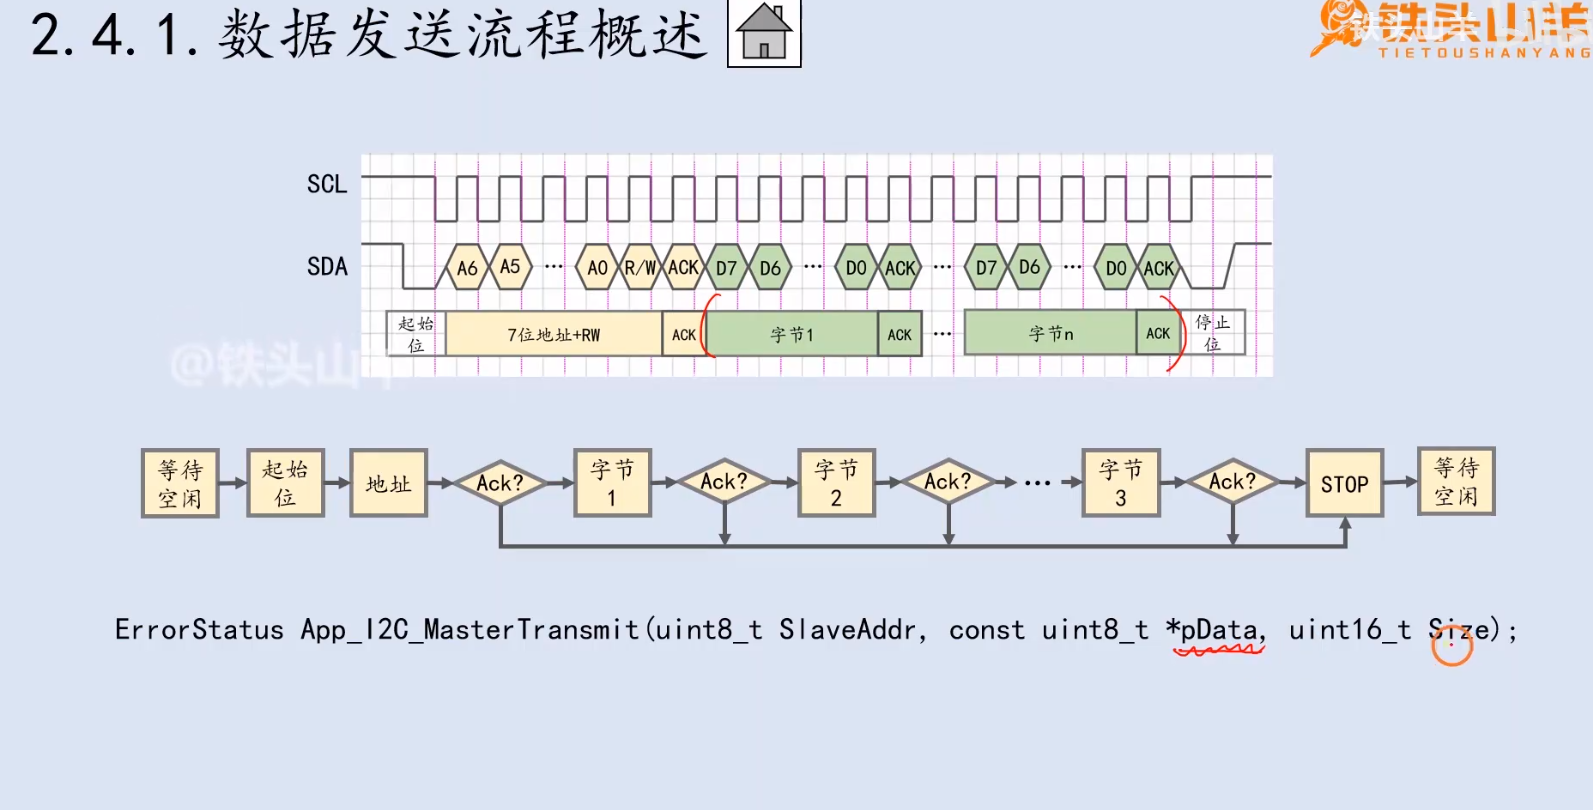 2.4.1.数据发送流程概述
铁头山羊
TIETOUSHANYANG
SCL
SDA
A6 A5 ... A0 R/W ACK D7 D6 ... D0 ACK ... D7 D6 ... D0 ACK
起始位 7位地址+RW ACK 字节1 ACK ... 字节n ACK 停止位
@铁头山
等待空闲 起始位 地址 Ack? 字节1 Ack? 字节2 Ack? ... 字节3 Ack? STOP 等待空闲
ErrorStatus App_I2C_MasterTransmit(uint8_t SlaveAddr, const uint8_t *pData, uint16_t Size);